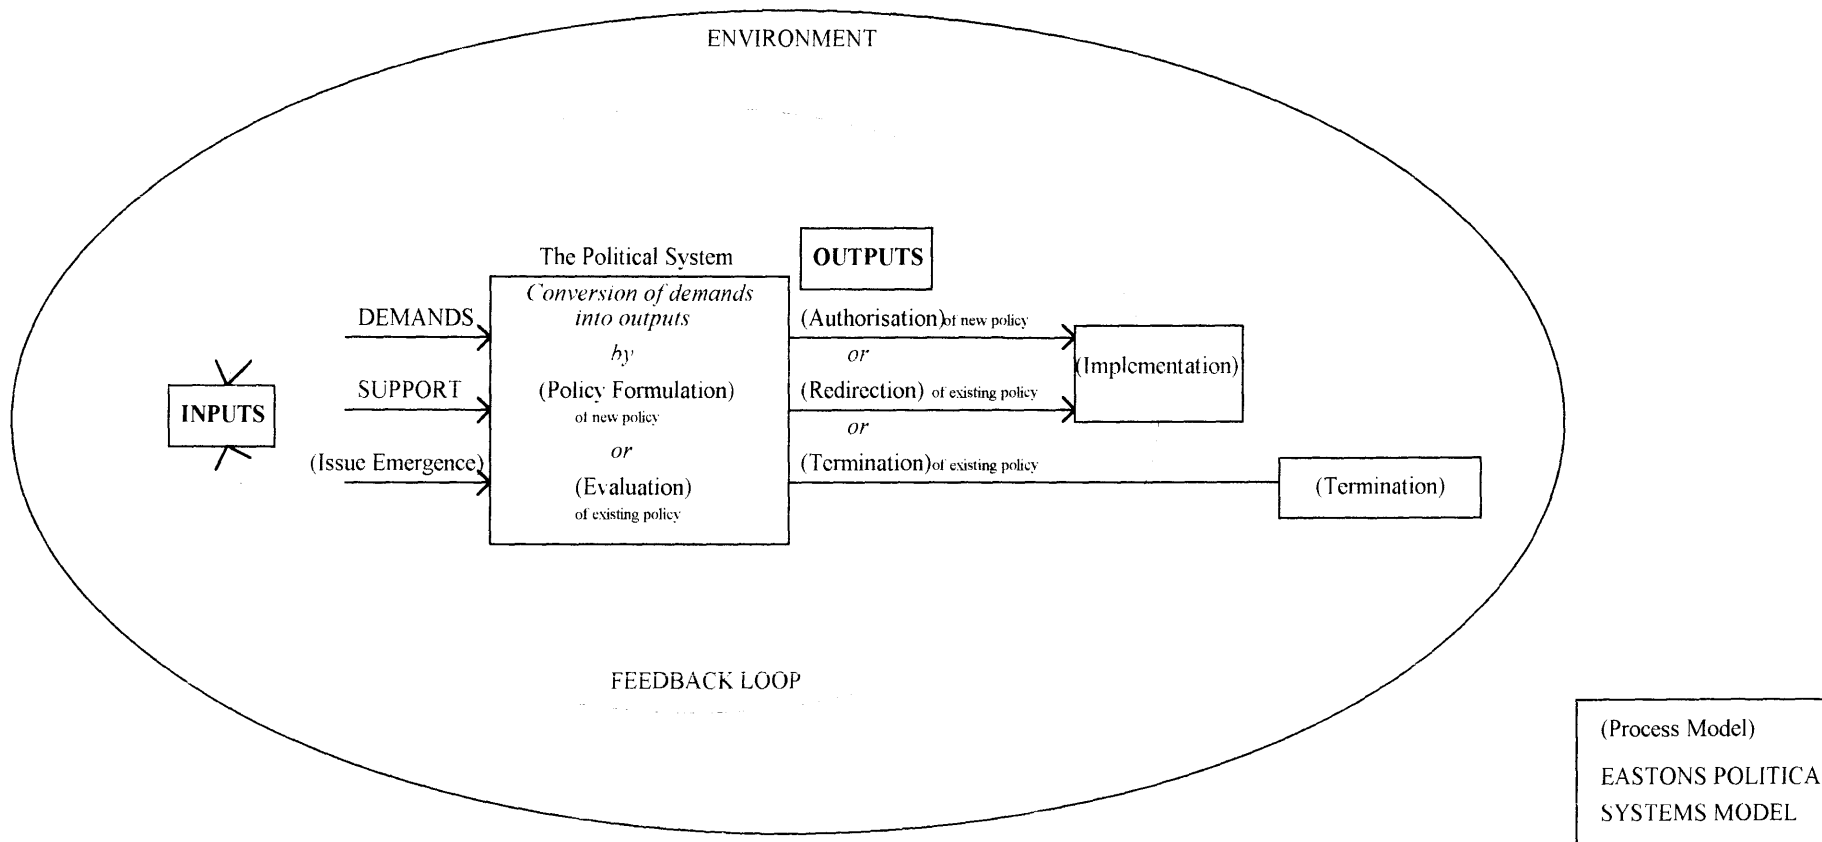 ENVIRONMENT
The Political System
OUTPUTS
Conversion of demands
into outputs
by
(Policy Formulation)
of new policy
or
(Evaluation)
of existing policy
DEMANDS
SUPPORT
(Issue Emergence)
INPUTS
(Authorisation) of new policy
or
(Redirection) of existing policy
or
(Termination) of existing policy
(Implementation)
(Termination)
FEEDBACK LOOP
(Process Model)
EASTONS POLITICA
SYSTEMS MODEL